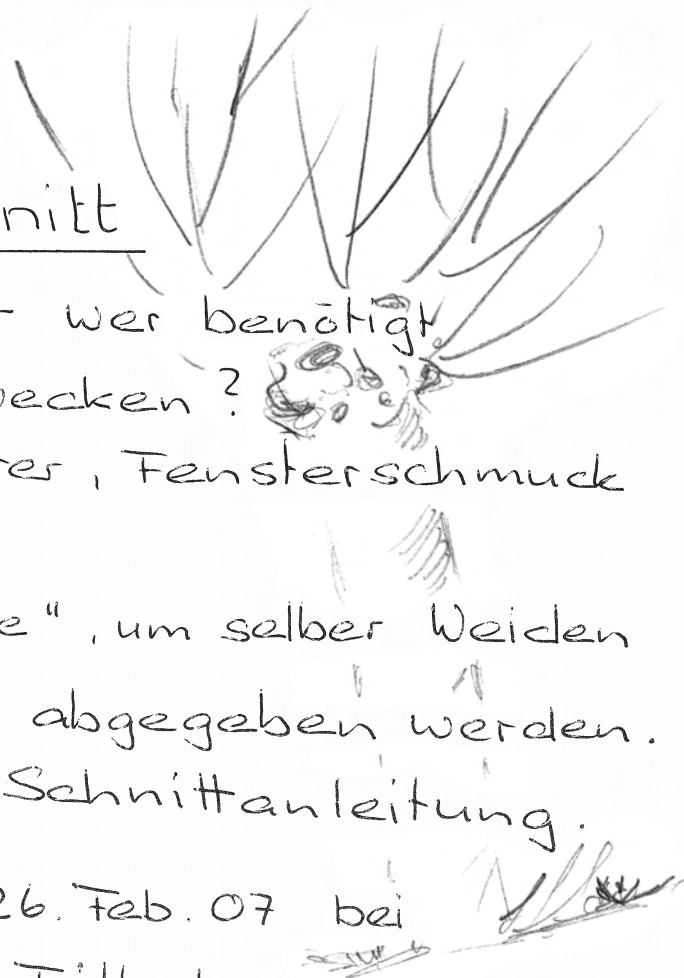 nitt
- wer benötigt
ecken ?
er, Fensterschmuck
e", um selber Weiden
abgegeben werden.
Schnittanleitung.
26. Feb. 07 bei